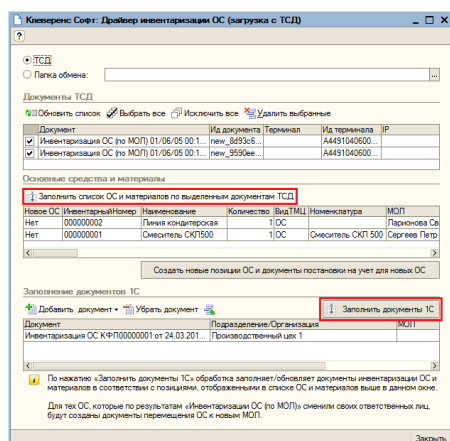 Клеверенс Софт: Драйвер инвентаризации ОС (загрузка с ТСД)
?
ТСД
Папка обмена:
Документы ТСД
Обновить список Выбрать все Исключить все Удалить выбранные
Документ Ид документа Терминал Ид терминала IP
Инвентаризация ОС (по МОЛ) 01/06/05 00:1... new_8d93c6... A4491040600...
Инвентаризация ОС (по МОЛ) 01/06/05 00:1... new_9590ee... A4491040600...
Основные средства и материалы
Заполнить список ОС и материалов по выделенным документам ТСД
Новое ОС ИнвентарныйНомер Наименование Количество ВидТМЦ Номенклатура МОЛ
Нет 000000002 Линия кондитерская 1 ОС Ларионова Св
Нет 000000001 Смеситель СКП500 1 ОС Смеситель СКП 500 Сергеев Петр
Создать новые позиции ОС и документы постановки на учет для новых ОС
Заполнение документов 1С
Добавить документ Убрать документ Заполнить документы 1С
Документ Подразделение/Организация МОЛ
Инвентаризация ОС КФП00000001 от 24.03.201... Производственный цех 1
По нажатию «Заполнить документы 1С» обработка заполняет/обновляет документы инвентаризации ОС и
материалов в соответствии с позициями, отображенными в списке ОС и материалов выше в данном окне.
Для тех ОС, которые по результатам «Инвентаризации ОС (по МОЛ)» сменили своих ответственных лиц,
будут созданы документы перемещения ОС к новым МОЛ.
Закрыть